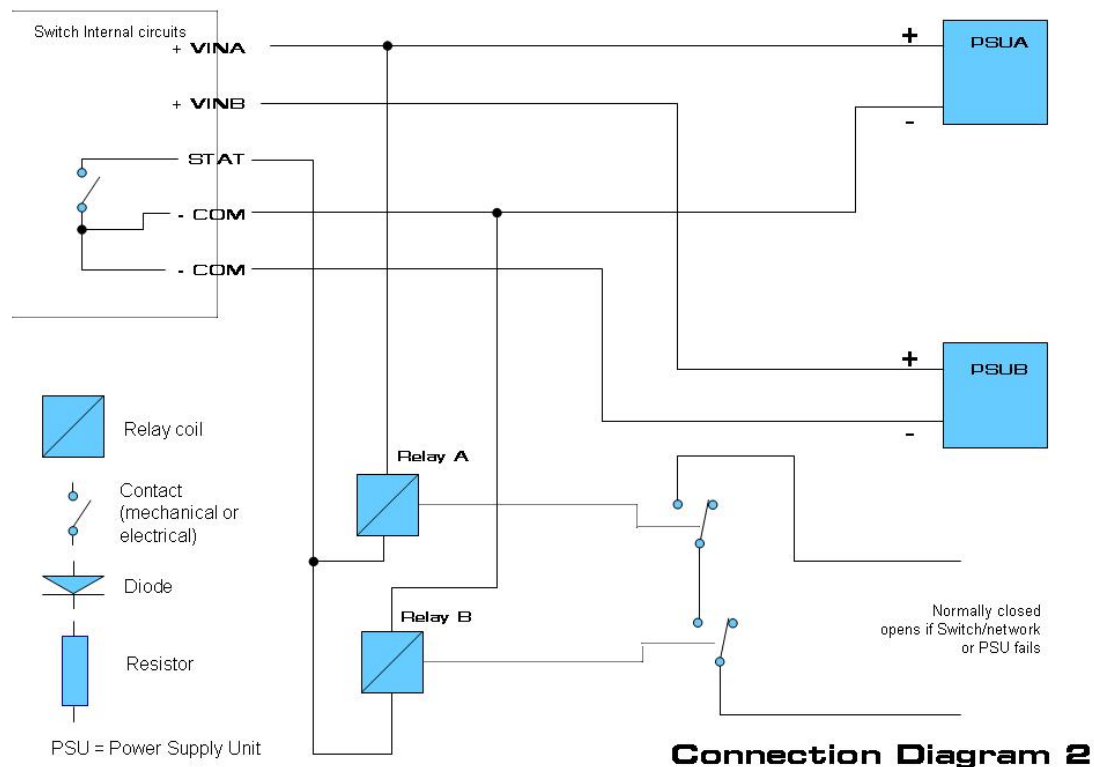 Switch Internal circuits
+ VINA
+ VINB
STAT
- COM
- COM
+
PSUA
-
+
PSUB
-
Relay A
Relay B
Relay coil
Contact
(mechanical or
electrical)
Diode
Resistor
PSU = Power Supply Unit
Normally closed
opens if Switch/network
or PSU fails
Connection Diagram 2